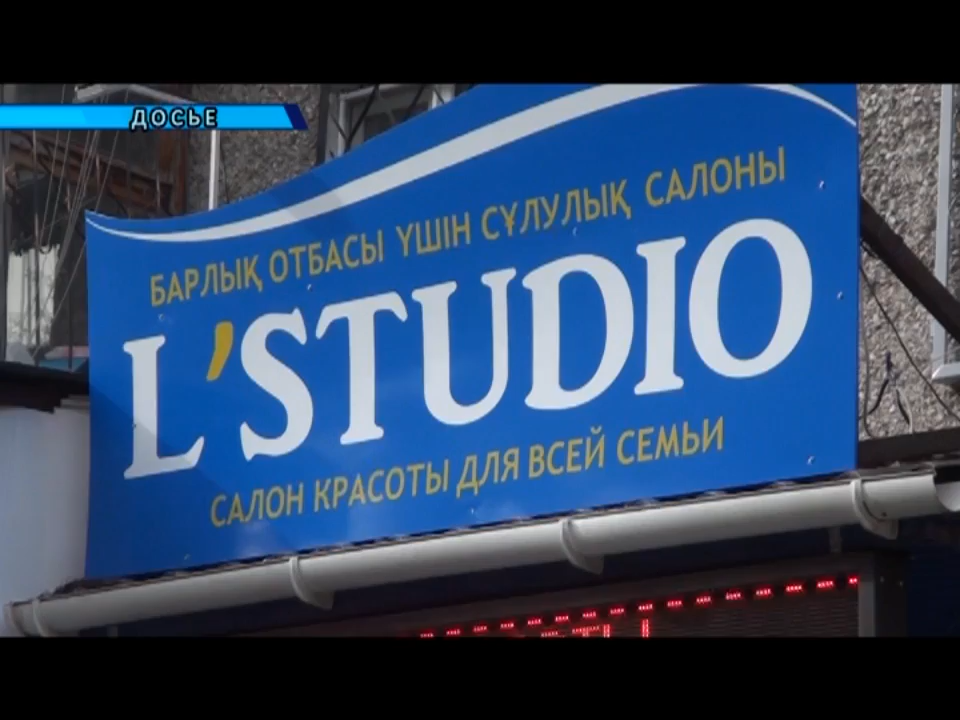 ДОСЬЕ
БАРЛЫҚ ОТБАСЫ ҮШІН СҰЛУЛЫҚ САЛОНЫ
L'STUDIO
САЛОН КРАСОТЫ ДЛЯ ВСЕЙ СЕМЬИ